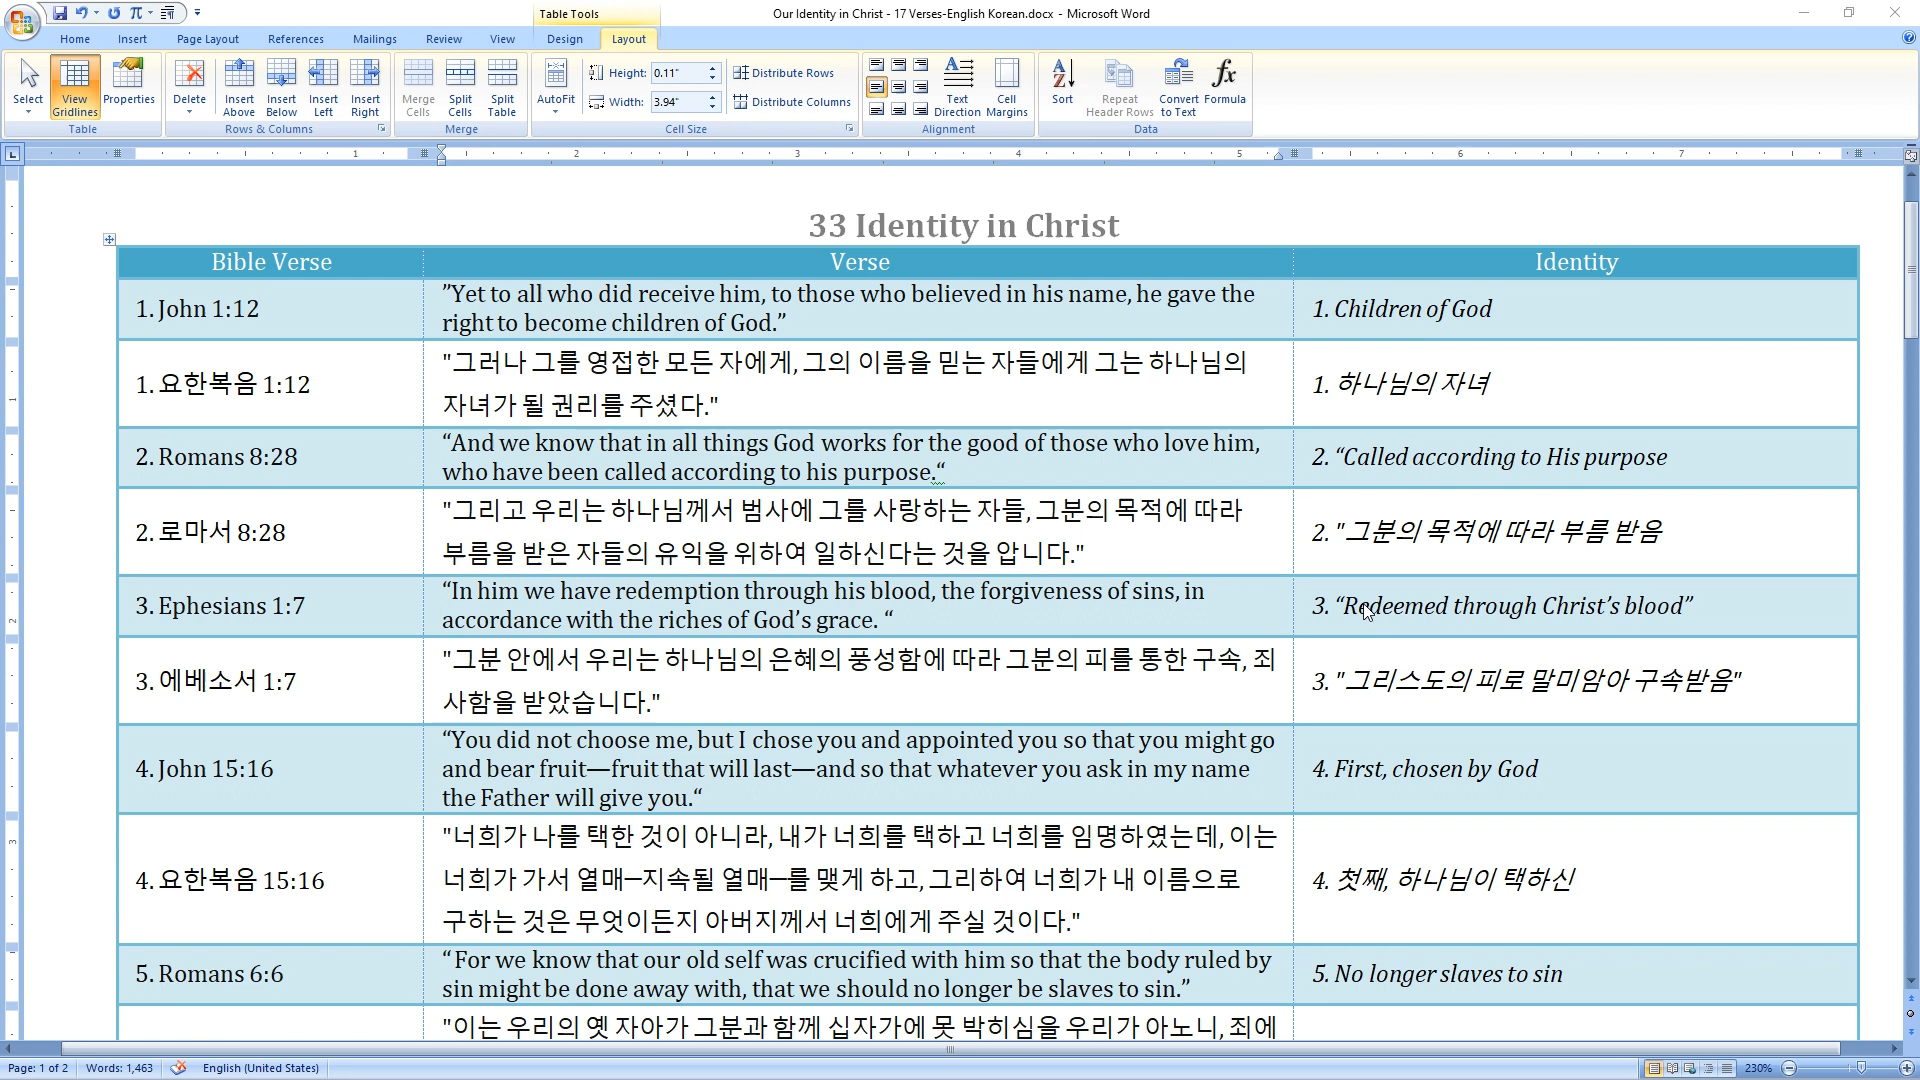 Table Tools
Our Identity in Christ - 17 Verses-English Korean.docx - Microsoft Word
Home Insert Page Layout References Mailings Review View Design Layout
Select
View Gridlines
Properties
Table
Delete
Insert Above
Insert Below
Insert Left
Insert Right
Rows & Columns
Merge Cells
Split Cells
Split Table
Merge
AutoFit
Height: 0.11"
Width: 3.94"
Distribute Rows
Distribute Columns
Cell Size
Text Direction
Cell Margins
Alignment
Sort
Repeat Header Rows
Convert to Text
Formula
Data
1 2 3 4 5 6 7
33 Identity in Christ
Bible Verse Verse Identity
1. John 1:12
”Yet to all who did receive him, to those who believed in his name, he gave the
right to become children of God.”
1. Children of God
1. 요한복음 1:12
"그러나 그를 영접한 모든 자에게, 그의 이름을 믿는 자들에게 그는 하나님의
자녀가 될 권리를 주셨다."
1. 하나님의 자녀
2. Romans 8:28
“And we know that in all things God works for the good of those who love him,
who have been called according to his purpose.“
2. “Called according to His purpose
2. 로마서 8:28
"그리고 우리는 하나님께서 범사에 그를 사랑하는 자들, 그분의 목적에 따라
부름을 받은 자들의 유익을 위하여 일하신다는 것을 압니다."
2. "그분의 목적에 따라 부름 받음
3. Ephesians 1:7
“In him we have redemption through his blood, the forgiveness of sins, in
accordance with the riches of God’s grace. “
3. “Redeemed through Christ’s blood”
3. 에베소서 1:7
"그분 안에서 우리는 하나님의 은혜의 풍성함에 따라 그분의 피를 통한 구속, 죄
사함을 받았습니다."
3. "그리스도의 피로 말미암아 구속받음"
4. John 15:16
“You did not choose me, but I chose you and appointed you so that you might go
and bear fruit—fruit that will last—and so that whatever you ask in my name
the Father will give you.“
4. First, chosen by God
4. 요한복음 15:16
"너희가 나를 택한 것이 아니라, 내가 너희를 택하고 너희를 임명하였는데, 이는
너희가 가서 열매—지속될 열매—를 맺게 하고, 그리하여 너희가 내 이름으로
구하는 것은 무엇이든지 아버지께서 너희에게 주실 것이다."
4. 첫째, 하나님이 택하신
5. Romans 6:6
“For we know that our old self was crucified with him so that the body ruled by
sin might be done away with, that we should no longer be slaves to sin.”
5. No longer slaves to sin
"이는 우리의 옛 자아가 그분과 함께 십자가에 못 박히심을 우리가 아노니, 죄에
Page: 1 of 2 Words: 1,463 English (United States) 230%